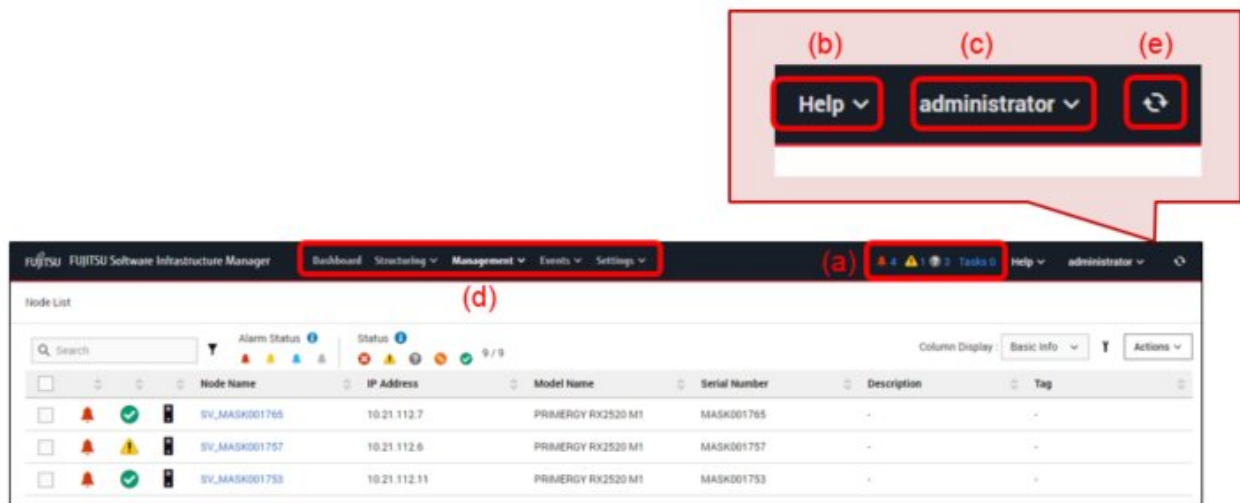 (b) (c) (e)
Help administrator
FUJITSU FUJITSU Software Infrastructure Manager Dashboard Structuring Management Events Settings (a) 4 1 3 Tasks 0 Help administrator
(d)
Node List
Search Alarm Status Status 9 / 9 Column Display : Basic Info Actions
Node Name IP Address Model Name Serial Number Description Tag
SV_MASK001765 10.21.112.7 PRIMERGY RX2520 M1 MASK001765 - -
SV_MASK001757 10.21.112.6 PRIMERGY RX2520 M1 MASK001757 - -
SV_MASK001753 10.21.112.11 PRIMERGY RX2520 M1 MASK001753 - -